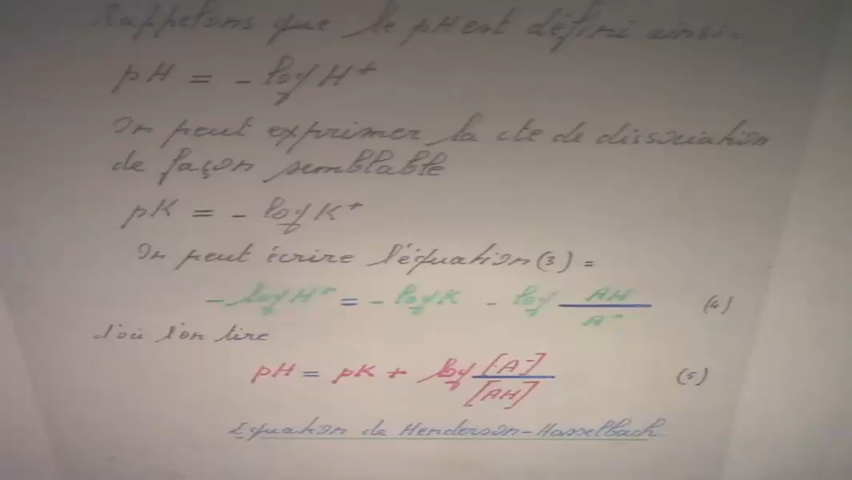 Rappelons que le pH est défini ainsi.
pH = - log H+
On peut exprimer la cte de dissociation
de façon semblable
pK = - log K+
On peut écrire l'équation (3) =
- log H+ = - log K - log AH / A- (4)
d'où l'on tire
pH = pK + log [A-] / [AH] (5)
Equation de Henderson-Hasselbach